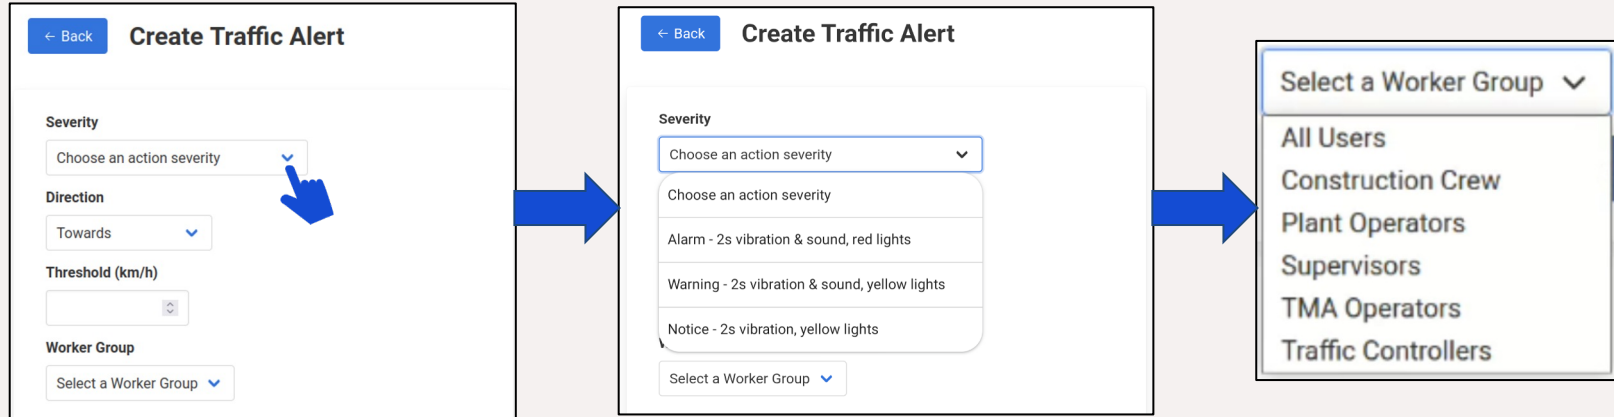 ← Back
Create Traffic Alert
Severity
Choose an action severity
Direction
Towards
Threshold (km/h)
Worker Group
Select a Worker Group
← Back
Create Traffic Alert
Severity
Choose an action severity
Choose an action severity
Alarm - 2s vibration & sound, red lights
Warning - 2s vibration & sound, yellow lights
Notice - 2s vibration, yellow lights
Select a Worker Group
Select a Worker Group
All Users
Construction Crew
Plant Operators
Supervisors
TMA Operators
Traffic Controllers